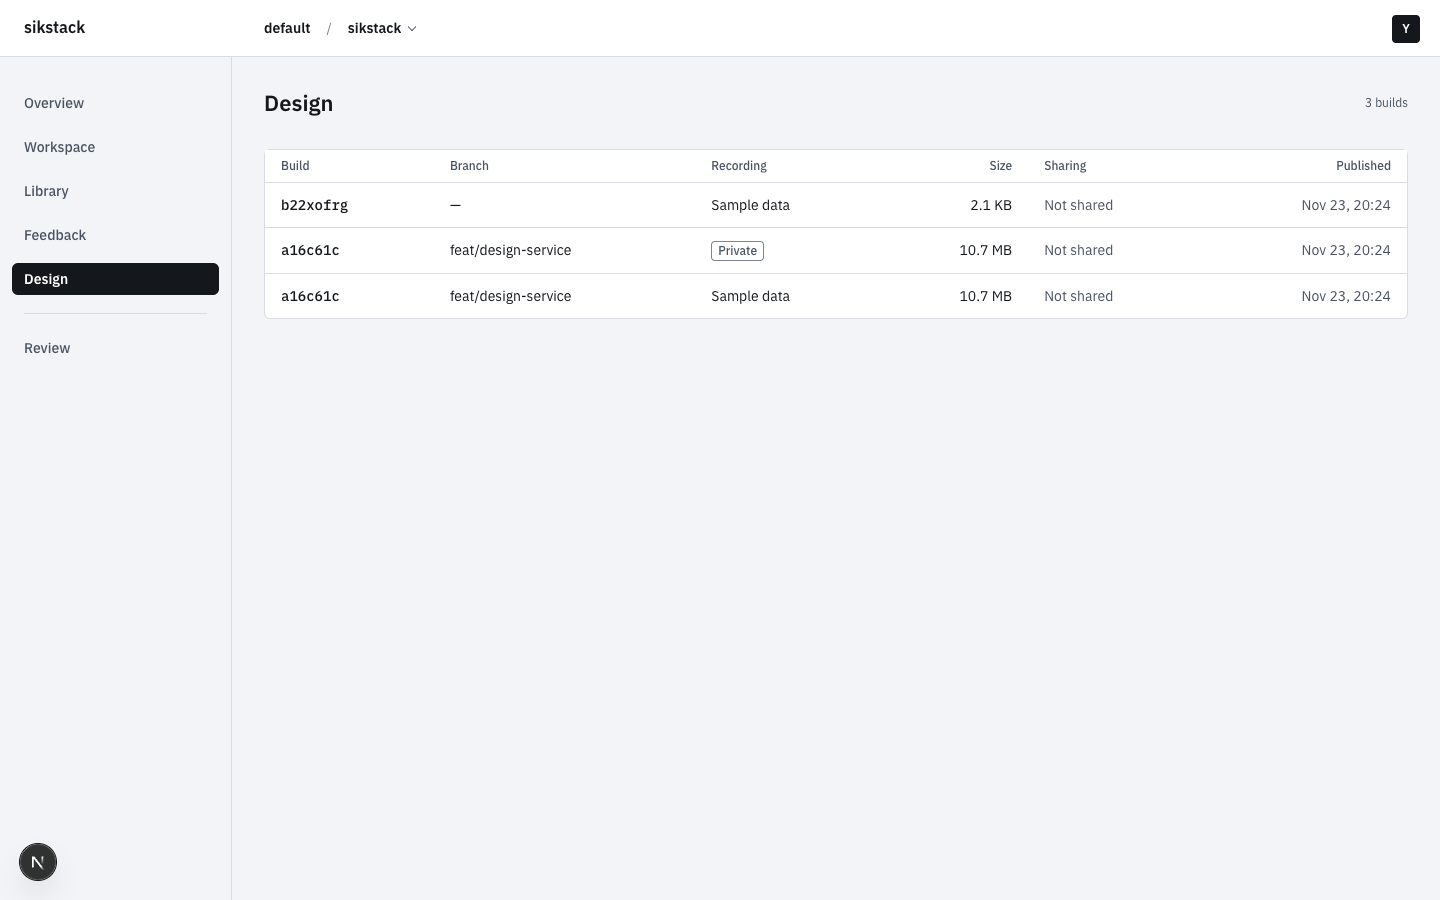 sikstack
default / sikstack
Y
Overview
Workspace
Library
Feedback
Design
Review
Design
3 builds
Build Branch Recording Size Sharing Published
b22xofrg — Sample data 2.1 KB Not shared Nov 23, 20:24
a16c61c feat/design-service Private 10.7 MB Not shared Nov 23, 20:24
a16c61c feat/design-service Sample data 10.7 MB Not shared Nov 23, 20:24
N